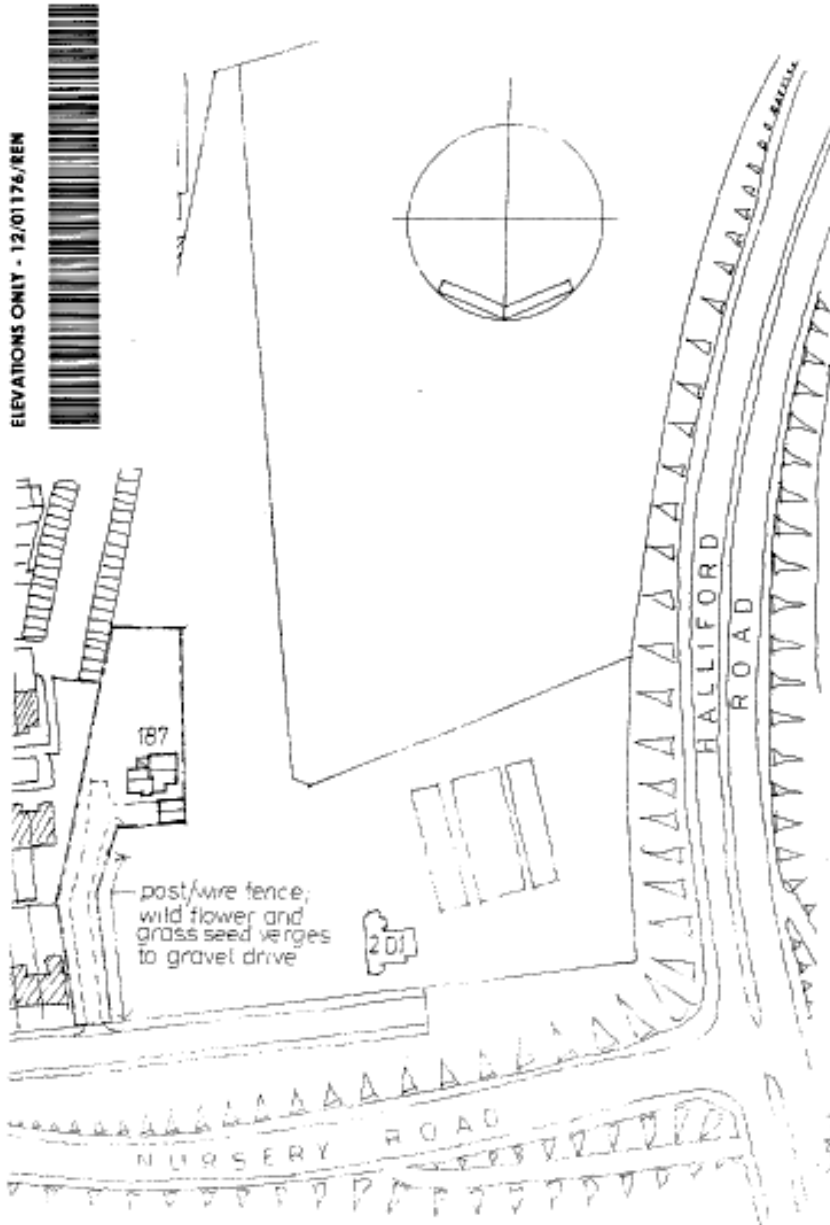 ELEVATIONS ONLY - 12/01176/REN
187
post/wire fence,
wild flower and
grass seed verges
to gravel drive
201
HALLIFORD
ROAD
NURSERY ROAD